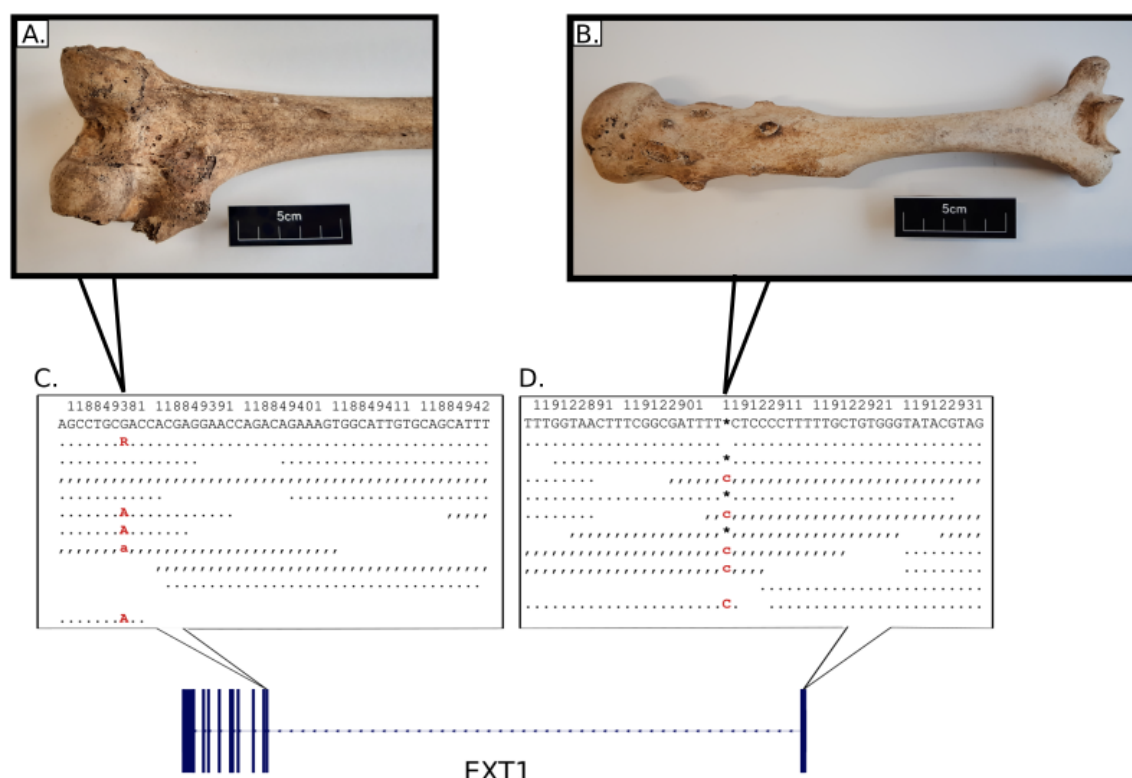 A.
5cm
B.
5cm
C.
118849381 118849391 118849401 118849411 11884942
AGCCTGCGACCACGAGGAACCAGACAGAAAGTGGCATTGTGCAGCATTT
R
A
A
a
A
D.
119122891 119122901 119122911 119122921 119122931
TTTGGTAACTTTCGGCGATTTT*CTCCCCTTTTTGCTGTGGGTATACGTAG
*
c
*
C
*
c
c
C
EXT1